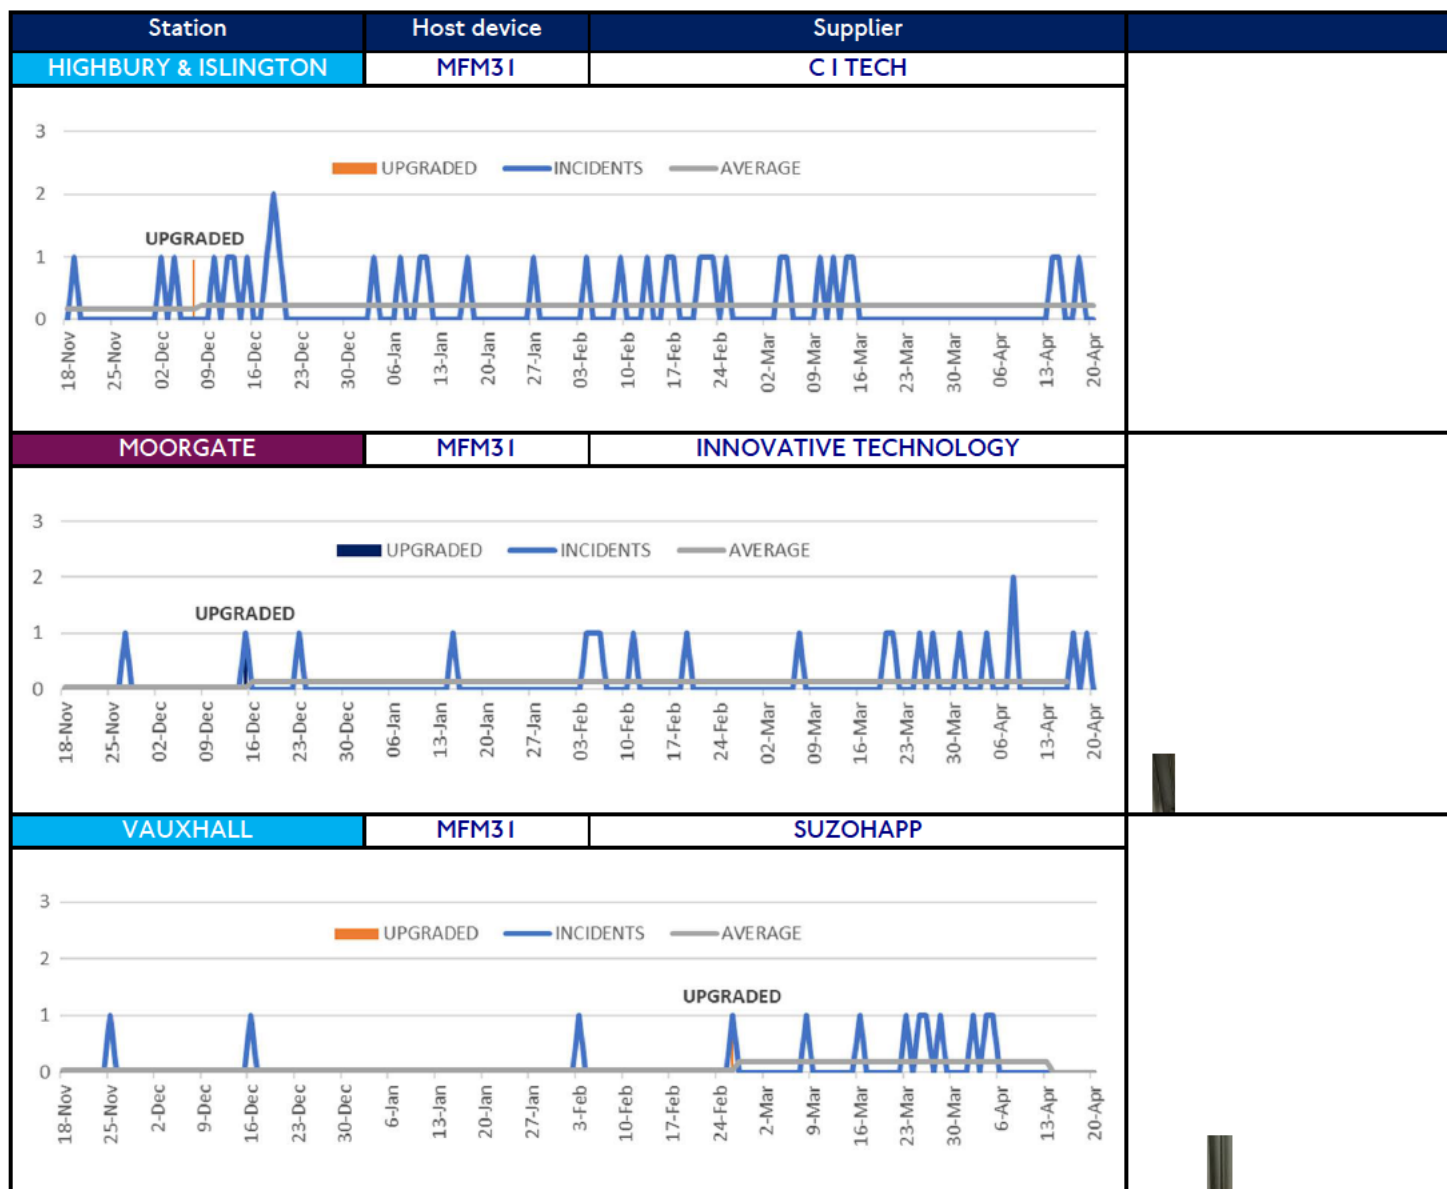 Station Host device Supplier
HIGHBURY & ISLINGTON MFM31 C I TECH
3
UPGRADED INCIDENTS AVERAGE
2
UPGRADED
1
0
18-Nov 25-Nov 02-Dec 09-Dec 16-Dec 23-Dec 30-Dec 06-Jan 13-Jan 20-Jan 27-Jan 03-Feb 10-Feb 17-Feb 24-Feb 02-Mar 09-Mar 16-Mar 23-Mar 30-Mar 06-Apr 13-Apr 20-Apr
MOORGATE MFM31 INNOVATIVE TECHNOLOGY
3
UPGRADED INCIDENTS AVERAGE
2
UPGRADED
1
0
18-Nov 25-Nov 02-Dec 09-Dec 16-Dec 23-Dec 30-Dec 06-Jan 13-Jan 20-Jan 27-Jan 03-Feb 10-Feb 17-Feb 24-Feb 02-Mar 09-Mar 16-Mar 23-Mar 30-Mar 06-Apr 13-Apr 20-Apr
VAUXHALL MFM31 SUZOHAPP
3
UPGRADED INCIDENTS AVERAGE
2
UPGRADED
1
0
18-Nov 25-Nov 2-Dec 9-Dec 16-Dec 23-Dec 30-Dec 6-Jan 13-Jan 20-Jan 27-Jan 3-Feb 10-Feb 17-Feb 24-Feb 2-Mar 9-Mar 16-Mar 23-Mar 30-Mar 6-Apr 13-Apr 20-Apr